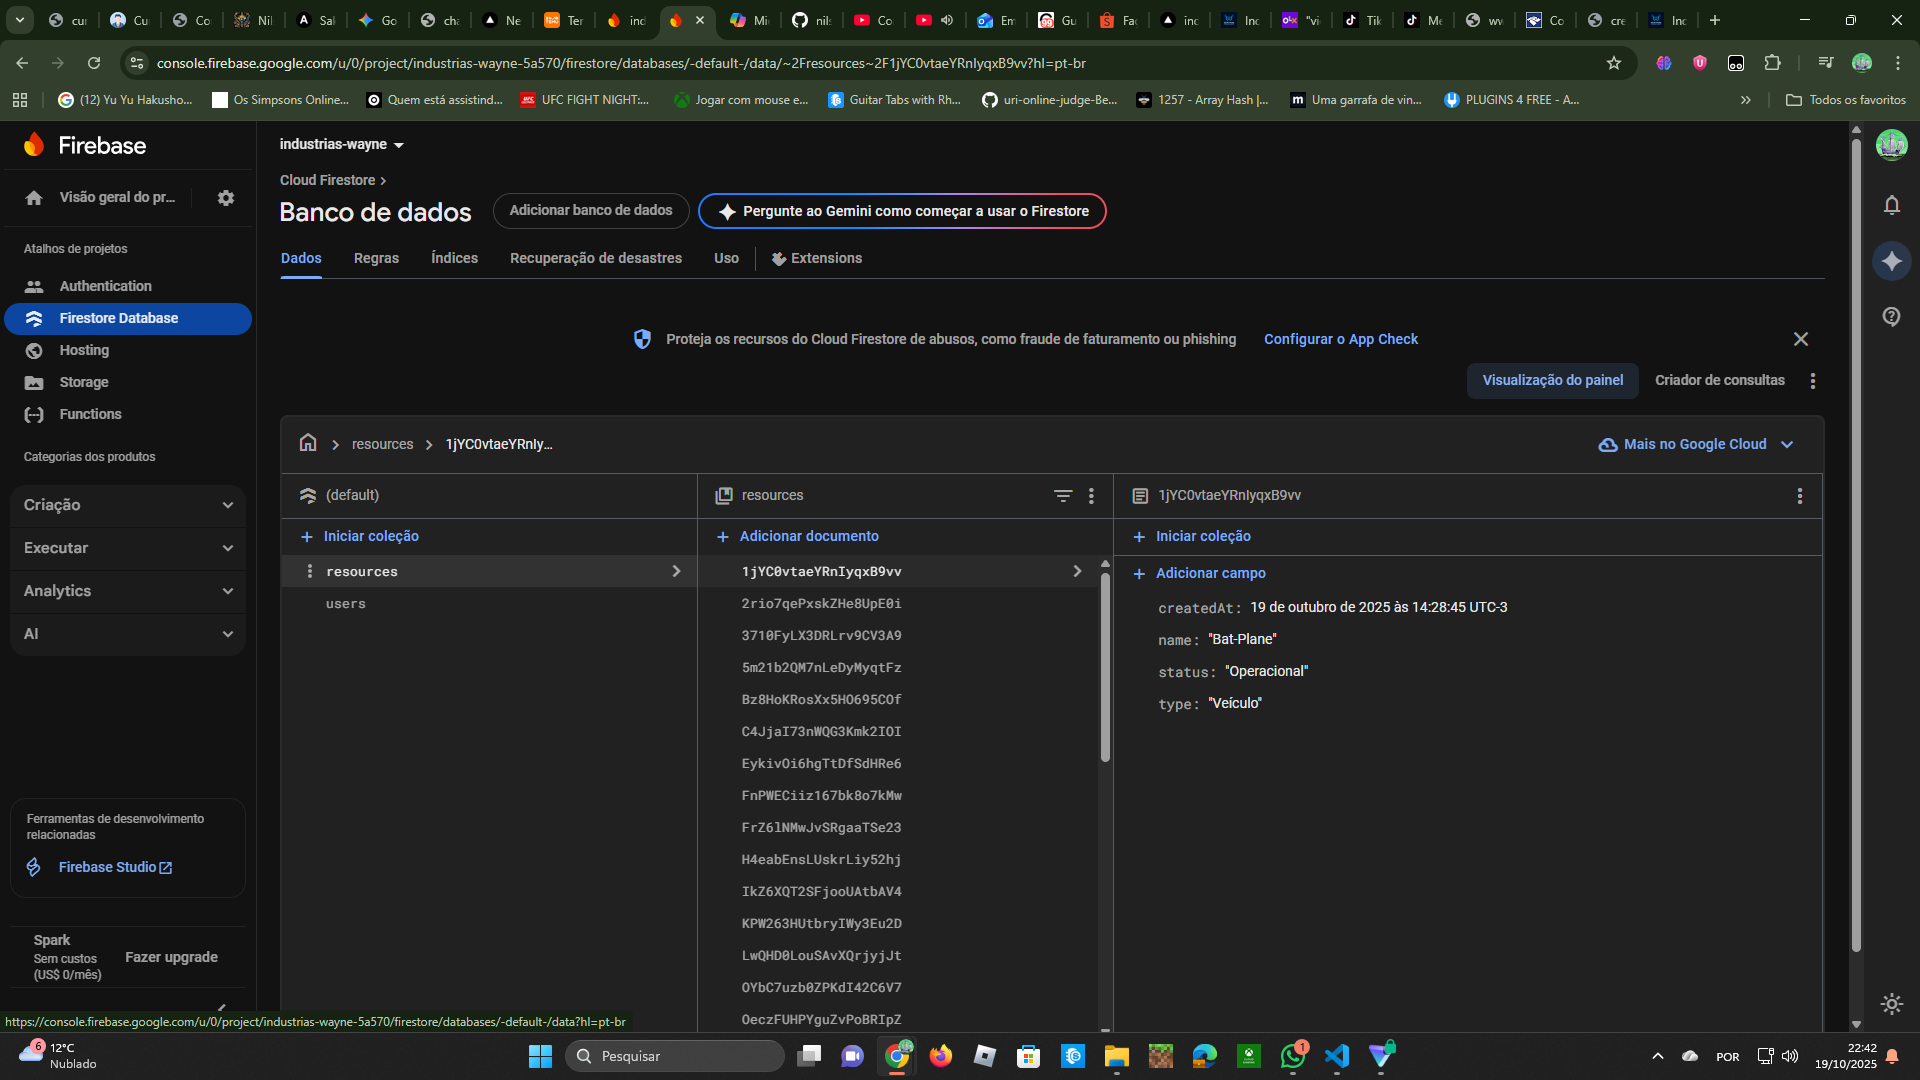 cu
Cu
Co
Nil
Sal
Go
cha
Ne
Ter
ind
Mi
nils
Co
Em
Gu
Fac
inc
Inc
"vi
Tik
Me
wv
Co
cre
Inc
console.firebase.google.com/u/0/project/industrias-wayne-5a570/firestore/databases/-default-/data/~2Fresources~2F1jYC0vtaeYRnIyqxB9vv?hl=pt-br
(12) Yu Yu Hakusho...
Os Simpsons Online...
Quem está assistind...
UFC FIGHT NIGHT:...
Jogar com mouse e...
Guitar Tabs with Rh...
uri-online-judge-Be...
1257 - Array Hash |...
Uma garrafa de vin...
PLUGINS 4 FREE - A...
Todos os favoritos
Firebase
industrias-wayne
Visão geral do pr...
Cloud Firestore
Banco de dados
Adicionar banco de dados
Pergunte ao Gemini como começar a usar o Firestore
Atalhos de projetos
Dados
Regras
Índices
Recuperação de desastres
Uso
Extensions
Authentication
Firestore Database
Hosting
Storage
Functions
Proteja os recursos do Cloud Firestore de abusos, como fraude de faturamento ou phishing
Configurar o App Check
Visualização do painel
Criador de consultas
Categorias dos produtos
Criação
Executar
Analytics
AI
resources
1jYC0vtaeYRnIy...
Mais no Google Cloud
(default)
resources
1jYC0vtaeYRnIyqxB9vv
Iniciar coleção
Adicionar documento
Iniciar coleção
resources
users
1jYC0vtaeYRnIyqxB9vv
2rio7qePxskZHe8UpE0i
3710FyLX3DRLrv9CV3A9
5m21b2QM7nLeDyMyqtFz
Bz8HoKRosXx5HO695COf
C4JjaI73nWQG3Kmk2IOI
EykivOi6hgTtDfSdHRe6
FnPWECiiz167bk8o7kMw
FrZ6lNMwJvSRgaaTSe23
H4eabEnsLUskrLiy52hj
IkZ6XQT2SFjooUAtbAV4
KPW263HUtbryIWy3Eu2D
LwQHD0LouSAvXQrjyjJt
OYbC7uzb0ZPKdI42C6V7
OeczFUHPYguZvPoBRIpZ
Adicionar campo
createdAt: 19 de outubro de 2025 às 14:28:45 UTC-3
name: "Bat-Plane"
status: "Operacional"
type: "Veículo"
Ferramentas de desenvolvimento
relacionadas
Firebase Studio
Spark
Sem custos
(US$ 0/mês)
Fazer upgrade
https://console.firebase.google.com/u/0/project/industrias-wayne-5a570/firestore/databases/-default-/data?hl=pt-br
6
12°C
Nublado
Pesquisar
1
POR
22:42
19/10/2025